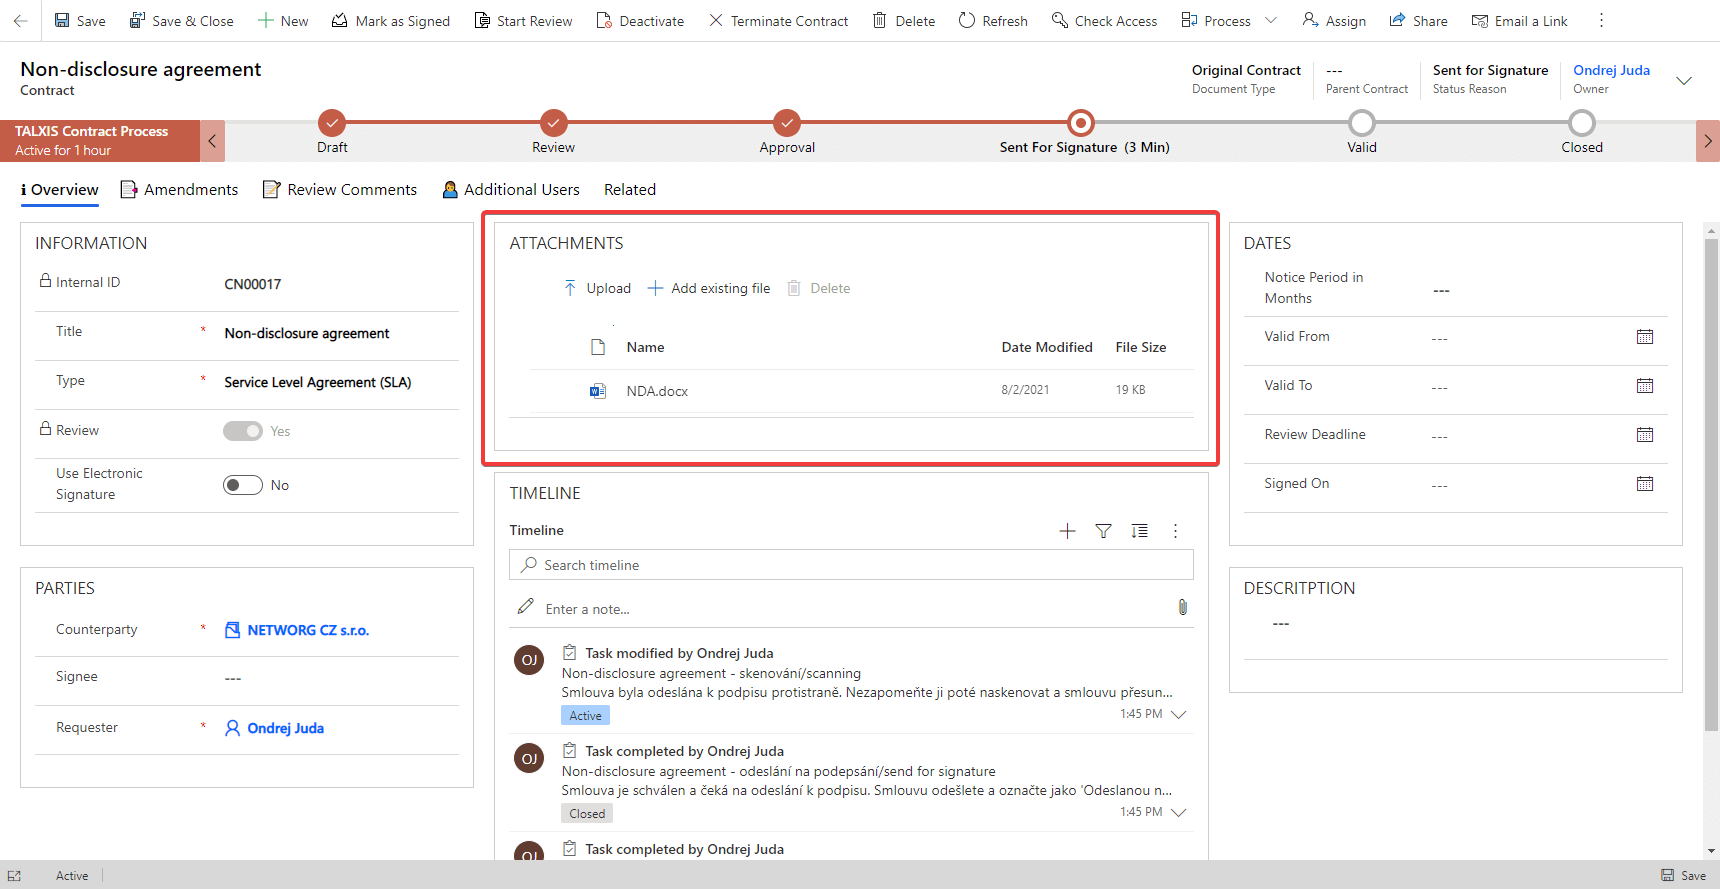 Save
Save & Close
New
Mark as Signed
Start Review
Deactivate
Terminate Contract
Delete
Refresh
Check Access
Process
Assign
Share
Email a Link
Non-disclosure agreement
Contract
Original Contract
Document Type
---
Parent Contract
Sent for Signature
Status Reason
Ondrej Juda
Owner
TALXIS Contract Process
Active for 1 hour
Draft
Review
Approval
Sent For Signature (3 Min)
Valid
Closed
Overview
Amendments
Review Comments
Additional Users
Related
INFORMATION
Internal ID
CN00017
Title *
Non-disclosure agreement
Type *
Service Level Agreement (SLA)
Review
Yes
Use Electronic
Signature
No
PARTIES
Counterparty *
NETWORG CZ s.r.o.
Signee
---
Requester *
Ondrej Juda
ATTACHMENTS
Upload
Add existing file
Delete
Name
Date Modified
File Size
NDA.docx
8/2/2021
19 KB
TIMELINE
Timeline
Search timeline
Enter a note...
OJ
Task modified by Ondrej Juda
Non-disclosure agreement - skenování/scanning
Smlouva byla odeslána k podpisu protistraně. Nezapomeňte ji poté naskenovat a smlouvu přesun...
Active
1:45 PM
OJ
Task completed by Ondrej Juda
Non-disclosure agreement - odeslání na podepsání/send for signature
Smlouva je schválen a čeká na odeslání k podpisu. Smlouvu odešlete a označte jako 'Odeslanou n...
Closed
1:45 PM
OJ
Task completed by Ondrej Juda
DATES
Notice Period in
Months
---
Valid From
---
Valid To
---
Review Deadline
---
Signed On
---
DESCRITPTION
---
Active
Save